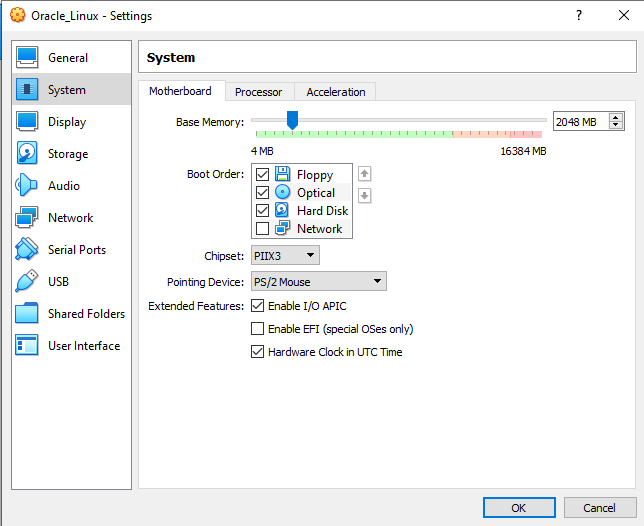 Oracle_Linux - Settings
?
General
System
Display
Storage
Audio
Network
Serial Ports
USB
Shared Folders
User Interface
System
Motherboard Processor Acceleration
Base Memory: 2048 MB
4 MB 16384 MB
Boot Order: Floppy
Optical
Hard Disk
Network
Chipset: PIIX3
Pointing Device: PS/2 Mouse
Extended Features: Enable I/O APIC
Enable EFI (special OSes only)
Hardware Clock in UTC Time
OK Cancel